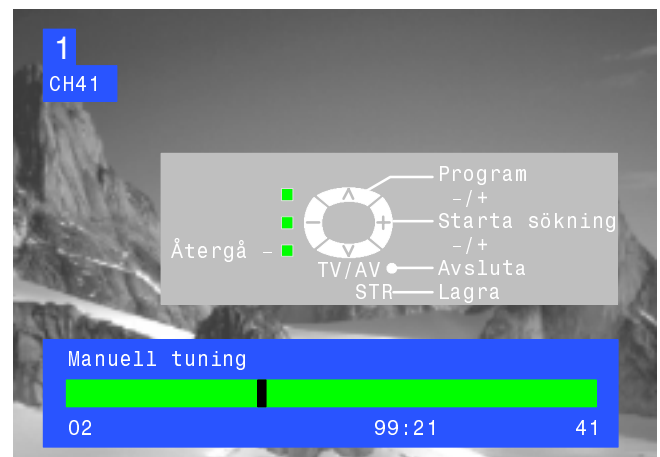 1
CH41
Program
-/+
Starta sökning
-/+
Återgå -
TV/AV Avsluta
STR Lagra
Manuell tuning
02 99:21 41